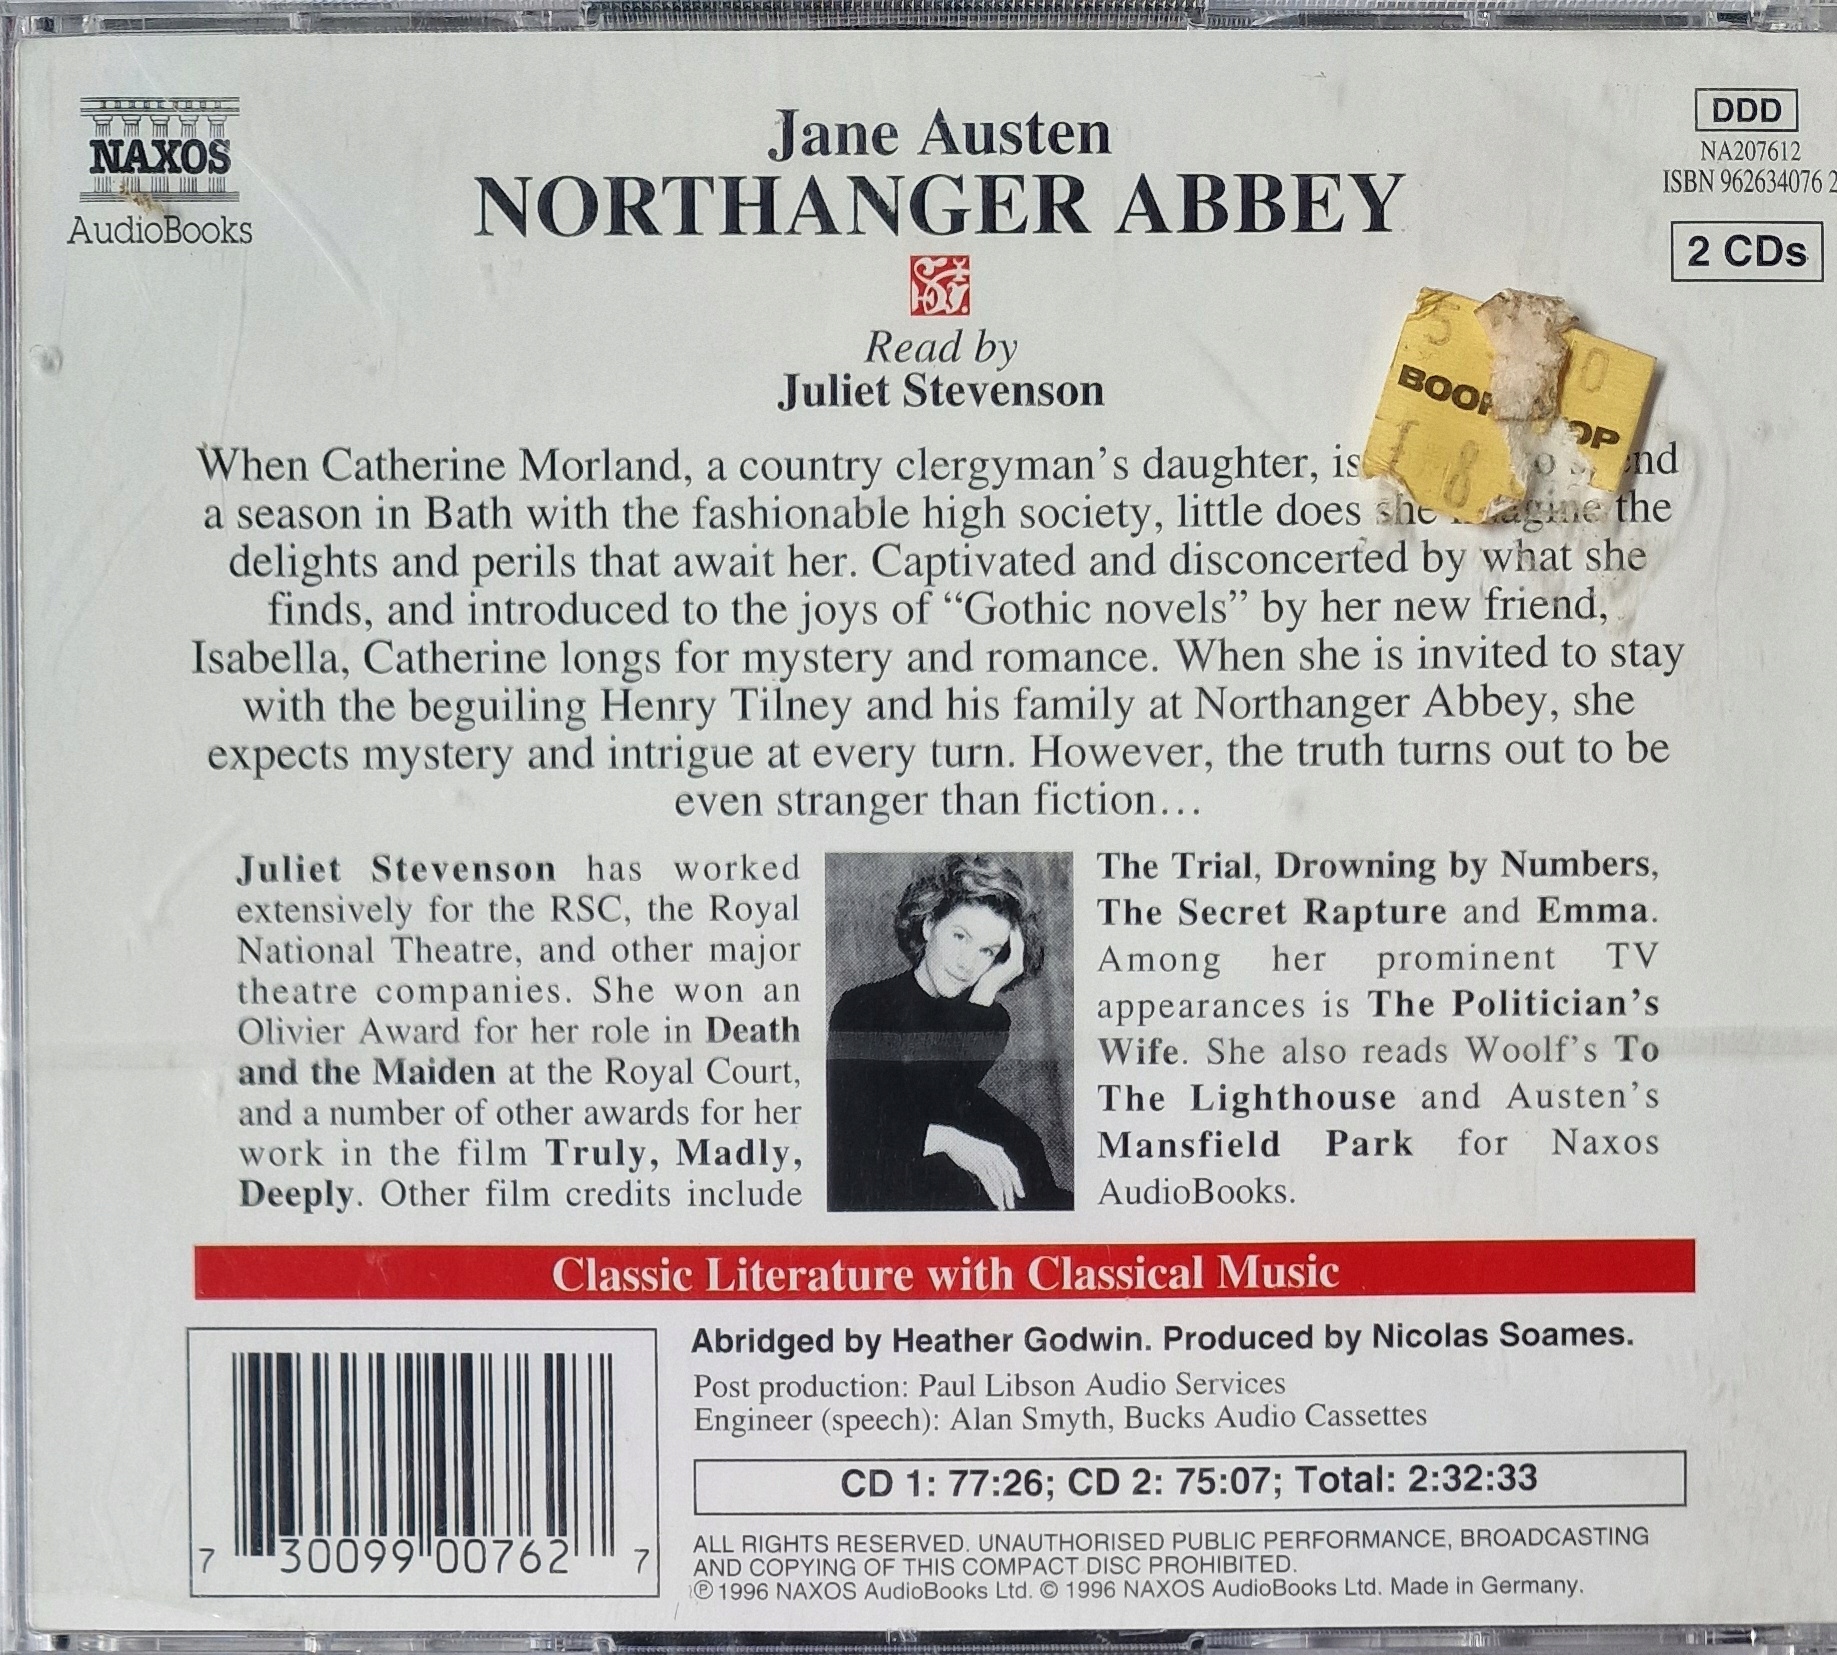 NAXOS
AudioBooks
Jane Austen
NORTHANGER ABBEY
Read by
Juliet Stevenson
DDD
NA207612
ISBN 962634076 2
2 CDs
When Catherine Morland, a country clergyman's daughter, is
a season in Bath with the fashionable high society, little does she the
delights and perils that await her. Captivated and disconcerted by what she
finds, and introduced to the joys of “Gothic novels” by her new friend,
Isabella, Catherine longs for mystery and romance. When she is invited to stay
with the beguiling Henry Tilney and his family at Northanger Abbey, she
expects mystery and intrigue at every turn. However, the truth turns out to be
even stranger than fiction…
Juliet Stevenson has worked
extensively for the RSC, the Royal
National Theatre, and other major
theatre companies. She won an
Olivier Award for her role in Death
and the Maiden at the Royal Court,
and a number of other awards for her
work in the film Truly, Madly,
Deeply. Other film credits include
The Trial, Drowning by Numbers,
The Secret Rapture and Emma.
Among her prominent TV
appearances is The Politician's
Wife. She also reads Woolf's To
The Lighthouse and Austen's
Mansfield Park for Naxos
AudioBooks.
Classic Literature with Classical Music
7 30099 00762 7
Abridged by Heather Godwin. Produced by Nicolas Soames.
Post production: Paul Libson Audio Services
Engineer (speech): Alan Smyth, Bucks Audio Cassettes
CD 1: 77:26; CD 2: 75:07; Total: 2:32:33
ALL RIGHTS RESERVED. UNAUTHORISED PUBLIC PERFORMANCE, BROADCASTING
AND COPYING OF THIS COMPACT DISC PROHIBITED.
℗ 1996 NAXOS AudioBooks Ltd. © 1996 NAXOS AudioBooks Ltd. Made in Germany.